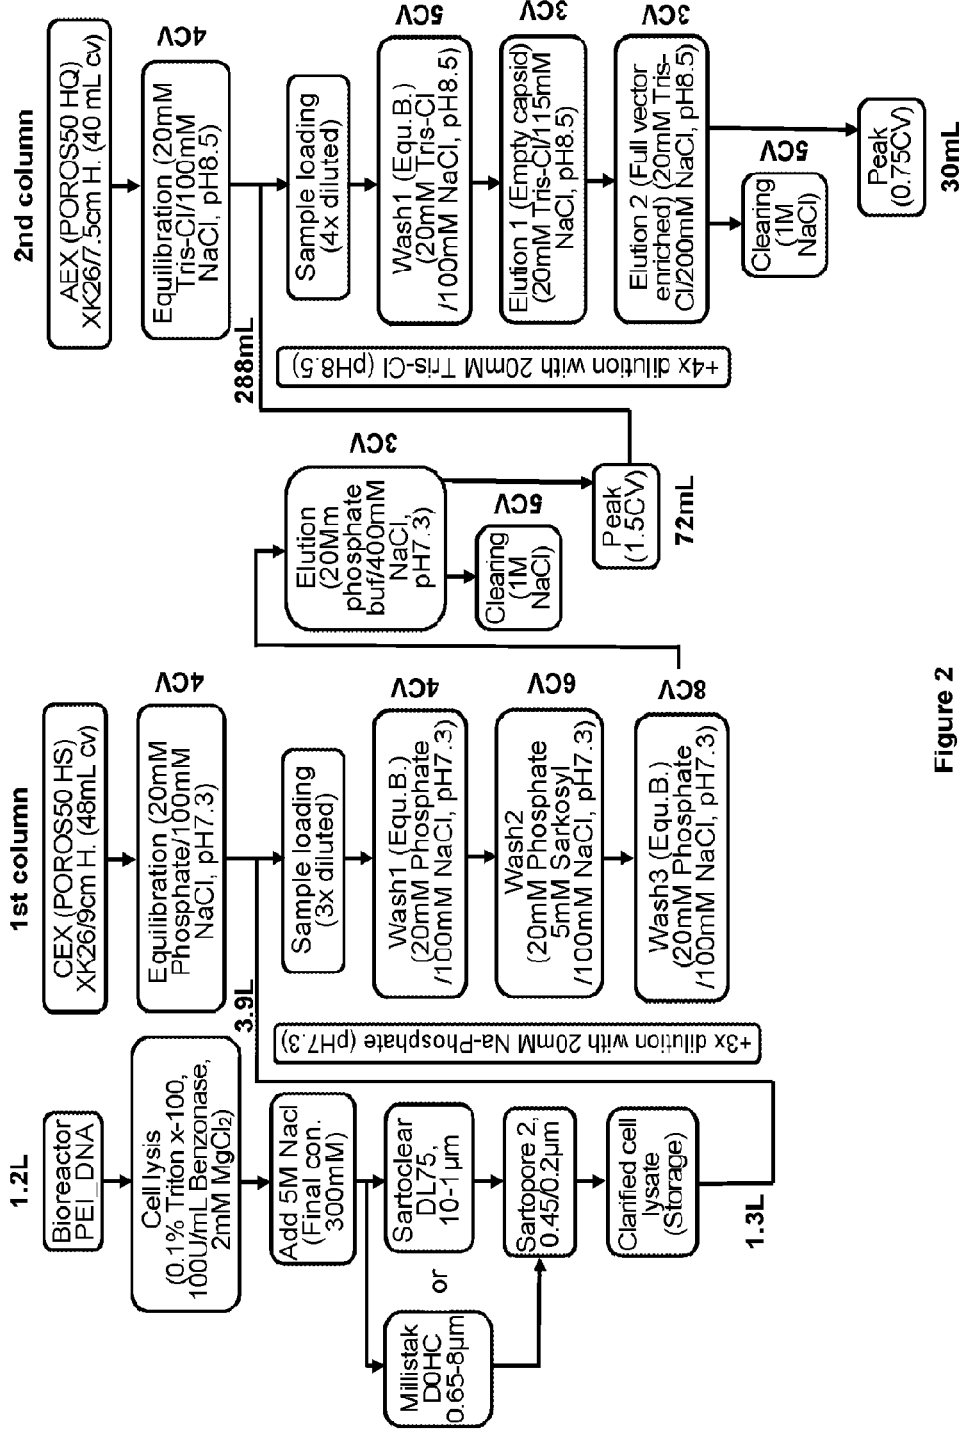 1.2L
Bioreactor
PEI_DNA
Cell lysis
(0.1% Triton x-100,
100U/mL Benzonase,
2mM MgCl₂)
Add 5M Nacl
(Final con.
300mM)
Millistak
D0HC
0.65-8µm
or
Sartoclear
DL75,
10-1 µm
Sartopore 2,
0.45/0.2µm
Clarified cell
lysate
(Storage)
1.3L
+3x dilution with 20mM Na-Phosphate (pH7.3)
3.9L
1st column
CEX (POROS50 HS)
XK26/9cm H. (48mL cv)
Equilibration (20mM
Phosphate/100mM
NaCl, pH7.3)
4CV
Sample loading
(3x diluted)
Wash1 (Equ.B.)
(20mM Phosphate
/100mM NaCl, pH7.3)
4CV
Wash2
(20mM Phosphate
5mM Sarkosyl
/100mM NaCl, pH7.3)
6CV
Wash3 (Equ.B.)
(20mM Phosphate
/100mM NaCl, pH7.3)
8CV
Elution
(20Mm
phosphate
buf/400mM
NaCl,
pH7.3)
3CV
Clearing
(1M
NaCl)
5CV
Peak
(1.5CV)
72mL
+4x dilution with 20mM Tris-Cl (pH8.5)
288mL
2nd column
AEX (POROS50 HQ)
XK26/7.5cm H. (40 mL cv)
Equilibration (20mM
Tris-Cl/100mM
NaCl, pH8.5)
4CV
Sample loading
(4x diluted)
Wash1 (Equ.B.)
(20mM Tris-Cl
/100mM NaCl, pH8.5)
5CV
Elution1 (Empty capsid)
(20mM Tris-Cl/115mM
NaCl, pH8.5)
3CV
Elution 2 (Full vector
enriched) (20mM Tris-
Cl/200mM NaCl, pH8.5)
3CV
Clearing
(1M
NaCl)
5CV
Peak
(0.75CV)
30mL
Figure 2